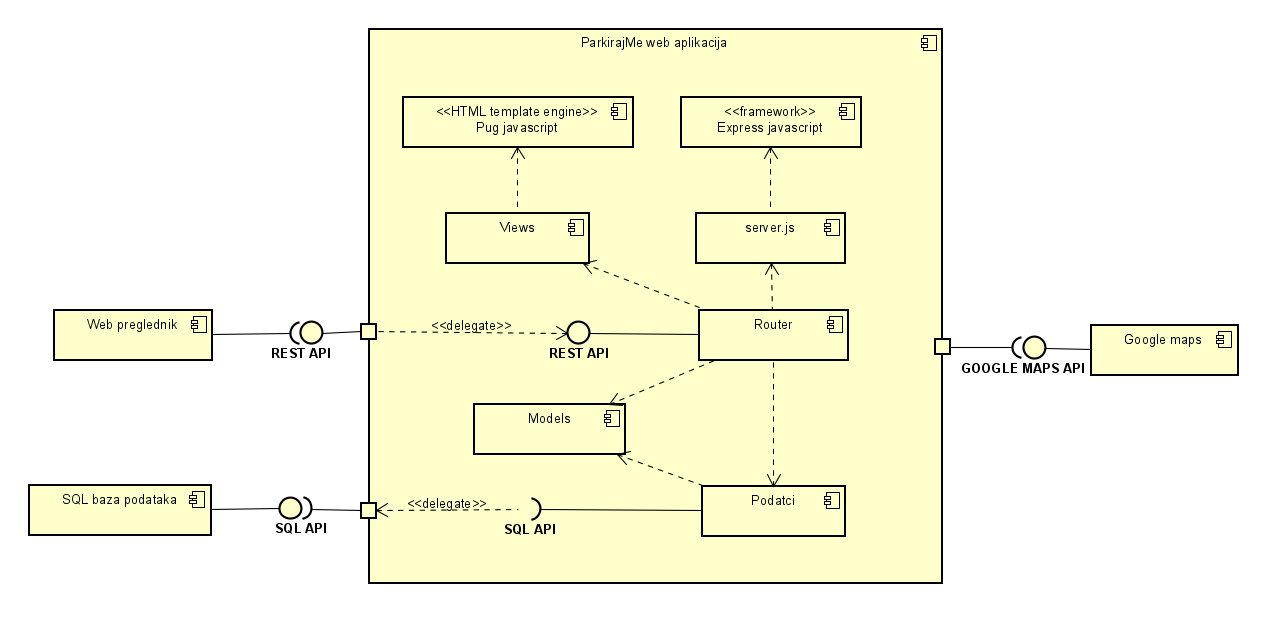 ParkirajMe web aplikacija
<<HTML template engine>>
Pug javascript
<<framework>>
Express javascript
Views
server.js
Web preglednik
REST API
<<delegate>>
REST API
Router
GOOGLE MAPS API
Google maps
Models
SQL baza podataka
SQL API
<<delegate>>
SQL API
Podatci